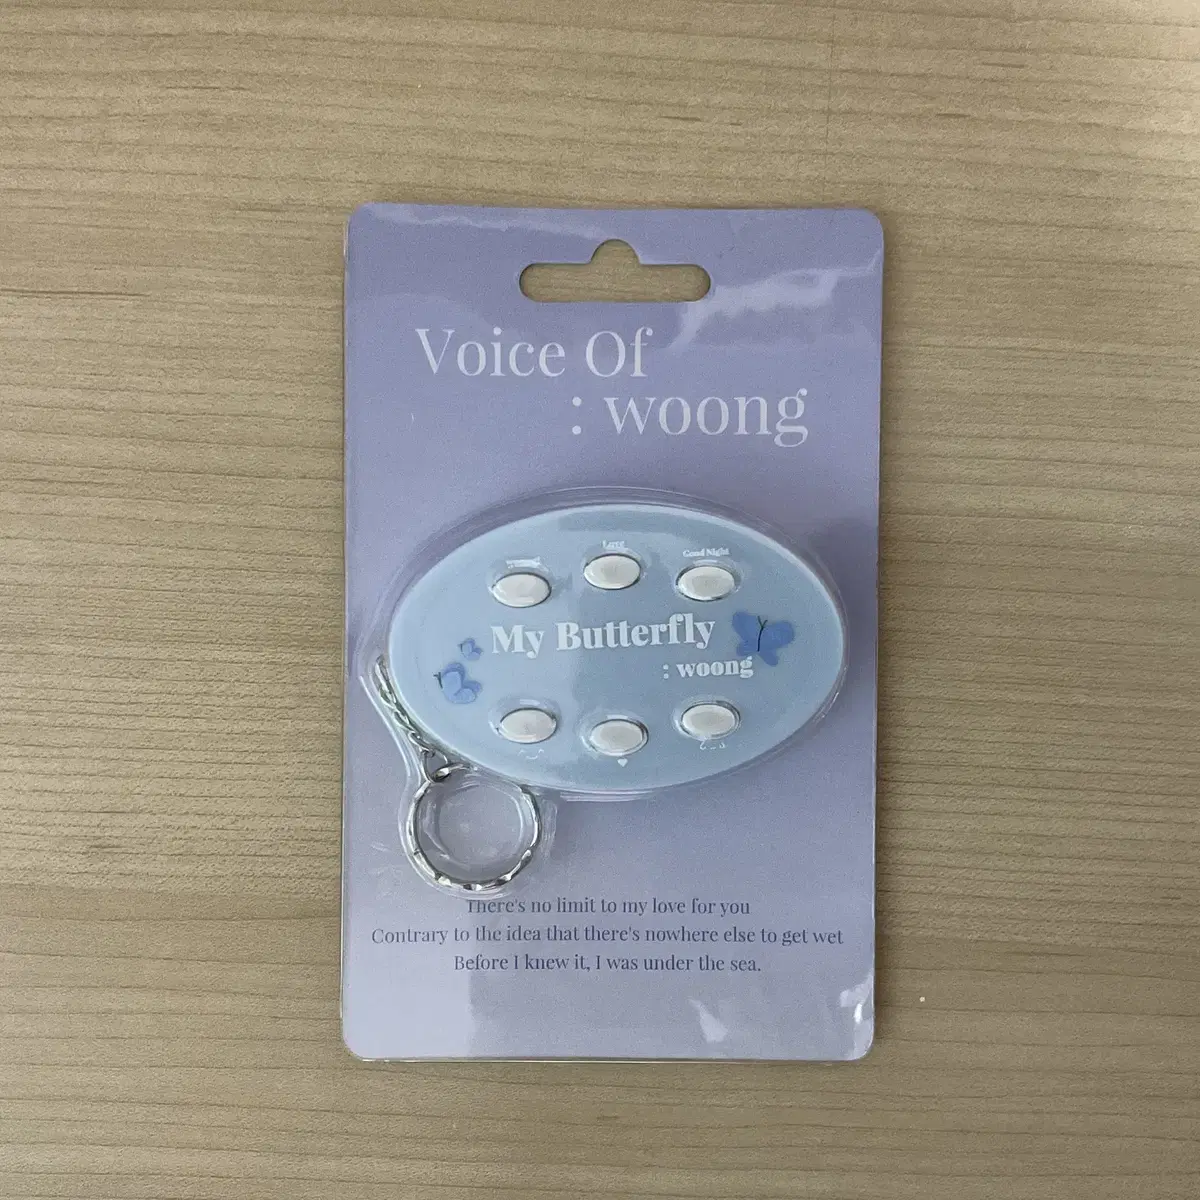 Voice Of
: woong
Love
Good Night
My Butterfly
: woong
There's no limit to my love for you
Contrary to the idea that there's nowhere else to get wet
Before I knew it, I was under the sea.